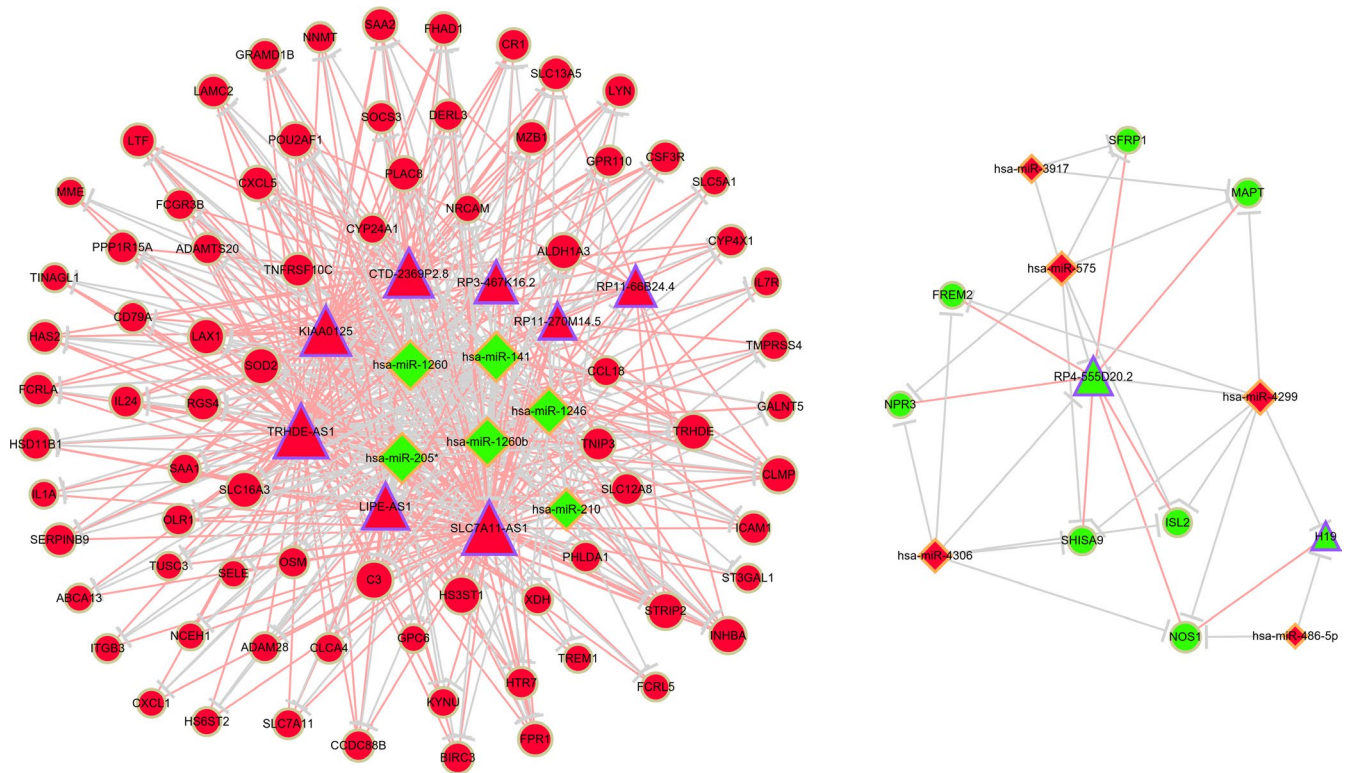 SAA2
FHAD1
NNMT
CR1
GRAMD1B
SLC13A5
LAMC2
LYN
SOCS3
DERL3
LTF
POU2AF1
MZB1
GPR110
CSF3R
PLAC8
CXCL5
SLC5A1
MME
FCGR3B
NRCAM
CYP24A1
PPP1R15A
ADAMTS20
ALDH1A3
CYP4X1
TINAGL1
TNFRSF10C
CTD-2369P2.8
RP3-467K16.2
RP11-66B24.4
IL7R
CD79A
RP11-270M14.5
HAS2
LAX1
KIAA0125
TMPRSS4
SOD2
hsa-miR-1260
hsa-miR-141
CCL18
FCRLA
IL24
RGS4
GALNT5
hsa-miR-1246
TRHDE
HSD11B1
TRHDE-AS1
hsa-miR-1260b
TNIP3
hsa-miR-205*
SAA1
CLMP
IL1A
SLC16A3
SLC12A8
LIPE-AS1
hsa-miR-210
OLR1
SLC7A11-AS1
ICAM1
SERPINB9
PHLDA1
TUSC3
SELE
OSM
C3
ST3GAL1
ABCA13
HS3ST1
XDH
STRIP2
ITGB3
NCEH1
ADAM28
CLCA4
GPC6
INHBA
TREM1
HTR7
FCRL5
CXCL1
KYNU
HS6ST2
SLC7A11
CCDC88B
BIRC3
FPR1
SFRP1
hsa-miR-3917
MAPT
hsa-miR-575
FREM2
RP4-555D20.2
NPR3
hsa-miR-4299
ISL2
SHISA9
H19
hsa-miR-4306
NOS1
hsa-miR-486-5p